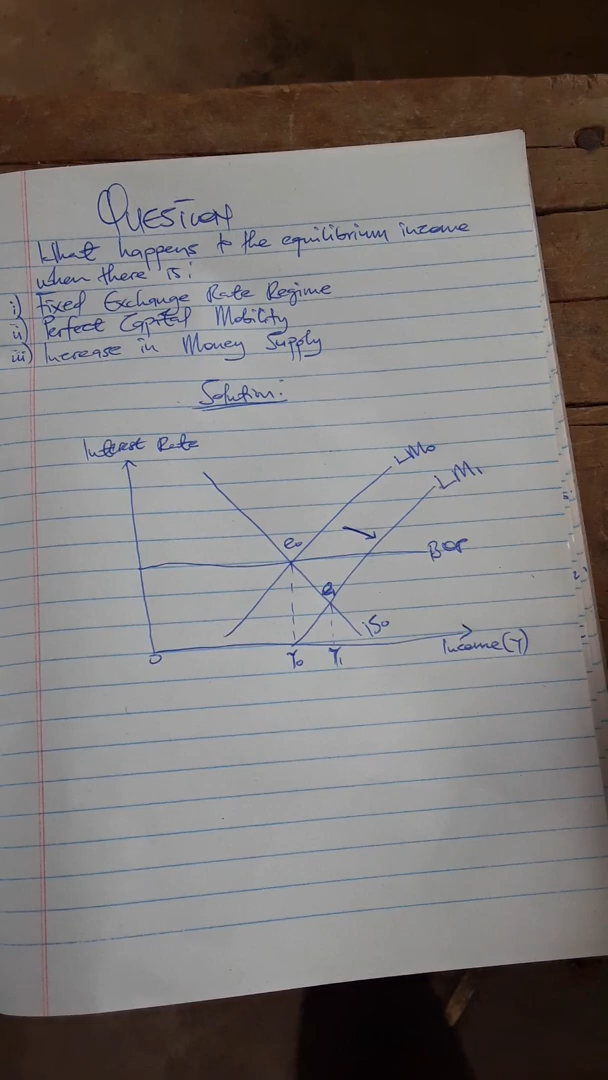 QUESTION
What happens to the equilibrium income
when there is:
i) Fixed Exchange Rate Regime
ii) Perfect Capital Mobility
iii) Increase in Money Supply
Solution:
Interest Rate
LM₀
LM₁
e₀
BOP
e₁
IS₀
0
Y₀
Y₁
Income(Y)